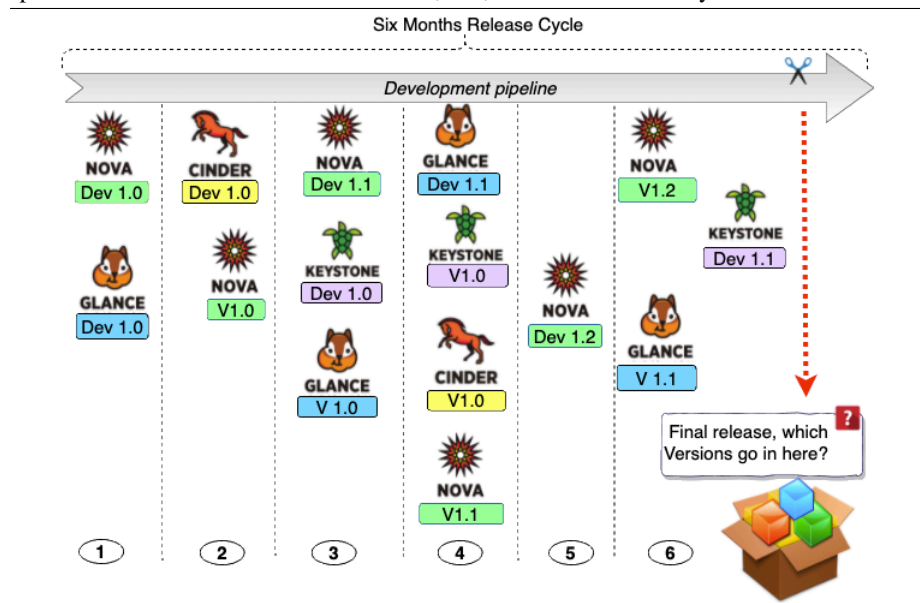 Six Months Release Cycle
Development pipeline
NOVA
Dev 1.0
GLANCE
Dev 1.0
1
CINDER
Dev 1.0
NOVA
V1.0
2
NOVA
Dev 1.1
KEYSTONE
Dev 1.0
GLANCE
V 1.0
3
GLANCE
Dev 1.1
KEYSTONE
V1.0
CINDER
V1.0
NOVA
V1.1
4
NOVA
Dev 1.2
5
NOVA
V1.2
KEYSTONE
Dev 1.1
GLANCE
V 1.1
6
?
Final release, which
Versions go in here?